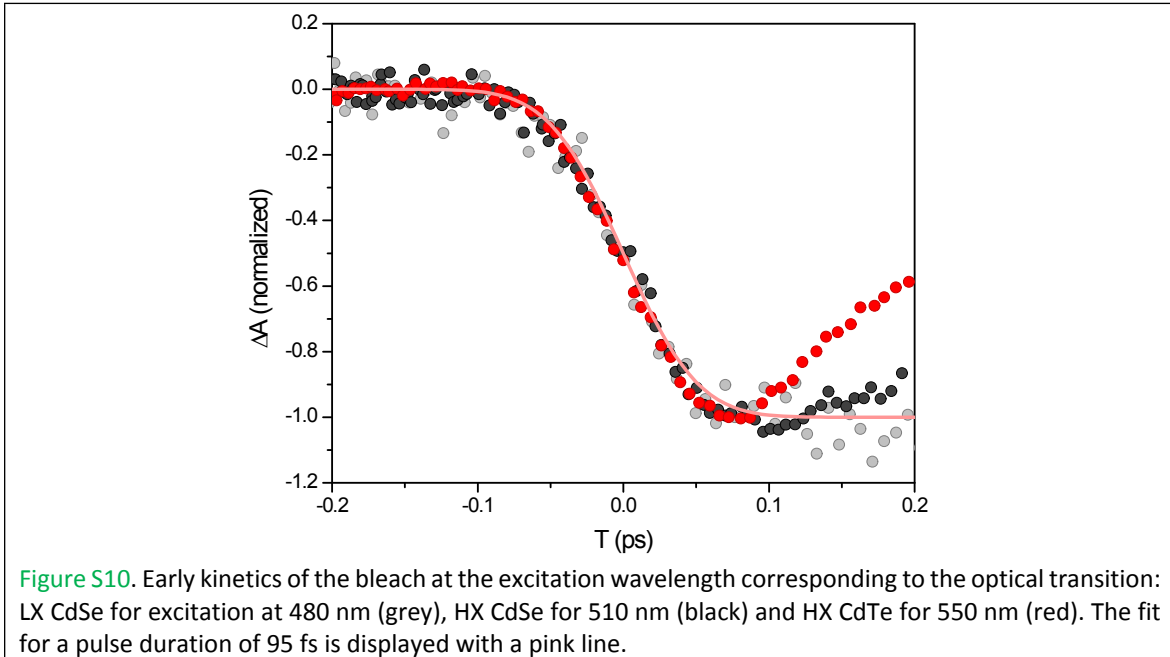 0.2
0.0
-0.2
-0.4
-0.6
-0.8
-1.0
-1.2
ΔA (normalized)
-0.2 -0.1 0.0 0.1 0.2
T (ps)
Figure S10. Early kinetics of the bleach at the excitation wavelength corresponding to the optical transition:
LX CdSe for excitation at 480 nm (grey), HX CdSe for 510 nm (black) and HX CdTe for 550 nm (red). The fit
for a pulse duration of 95 fs is displayed with a pink line.